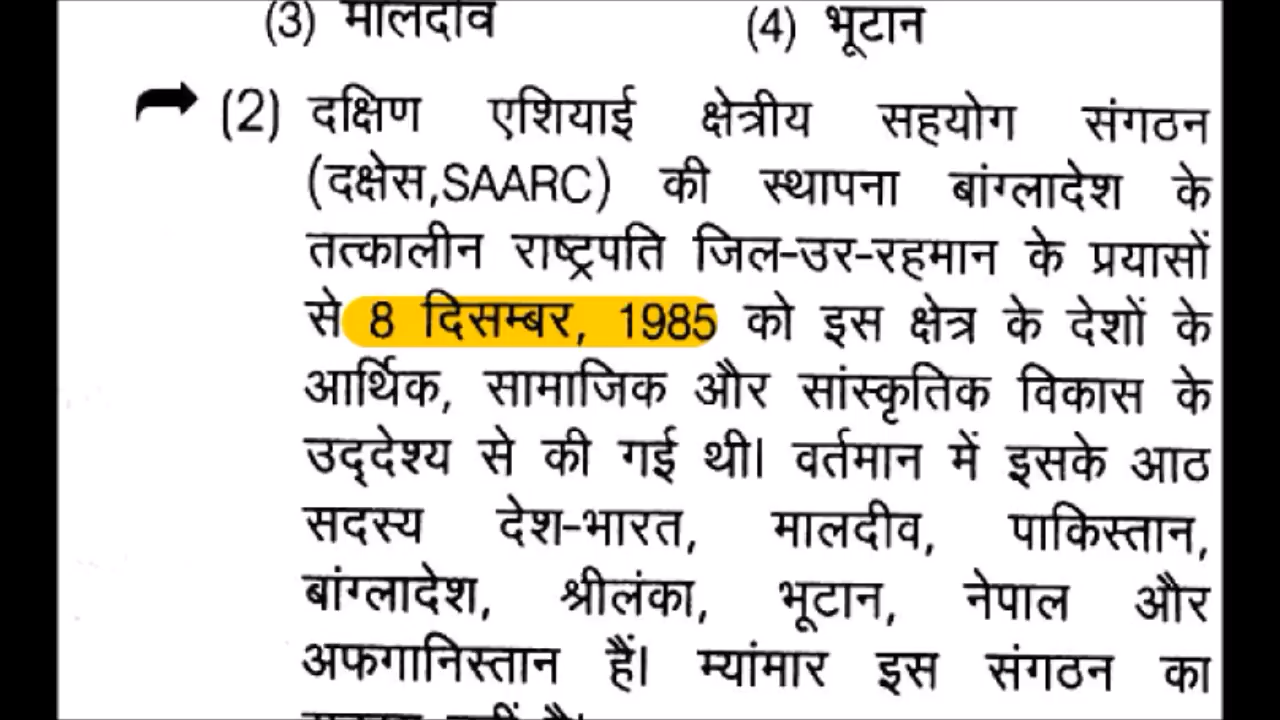 (3) मालदीव (4) भूटान
(2) दक्षिण एशियाई क्षेत्रीय सहयोग संगठन
(दक्षेस,SAARC) की स्थापना बांग्लादेश के
तत्कालीन राष्ट्रपति जिल-उर-रहमान के प्रयासों
से 8 दिसम्बर, 1985 को इस क्षेत्र के देशों के
आर्थिक, सामाजिक और सांस्कृतिक विकास के
उद्देश्य से की गई थी। वर्तमान में इसके आठ
सदस्य देश-भारत, मालदीव, पाकिस्तान,
बांग्लादेश, श्रीलंका, भूटान, नेपाल और
अफगानिस्तान हैं। म्यांमार इस संगठन का